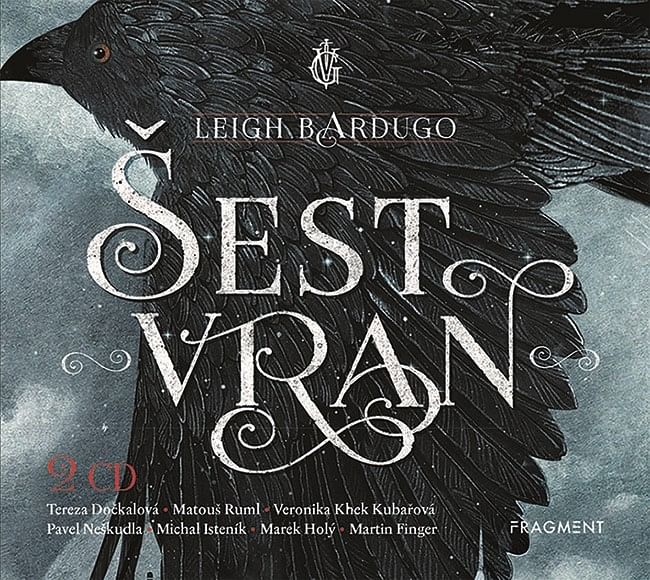 LEIGH BARDUGO
ŠEST
VRAN
2 CD
Tereza Dočkalová • Matouš Ruml • Veronika Khek Kubařová
Pavel Neškudla • Michal Isteník • Marek Holý • Martin Finger
FRAGMENT